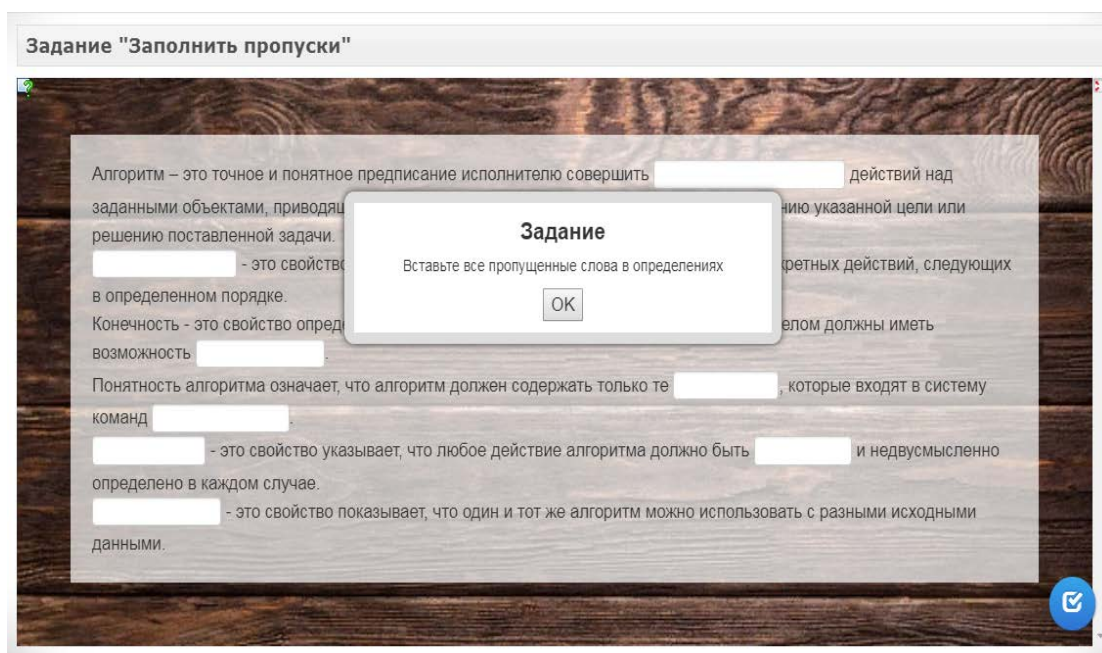 Задание "Заполнить пропуски"
Алгоритм – это точное и понятное предписание исполнителю совершить действий над
заданными объектами, приводящ нию указанной цели или
решению поставленной задачи.
- это свойство кретных действий, следующих
в определенном порядке.
Конечность - это свойство опреде елом должны иметь
возможность .
Понятность алгоритма означает, что алгоритм должен содержать только те , которые входят в систему
команд .
- это свойство указывает, что любое действие алгоритма должно быть и недвусмысленно
определено в каждом случае.
- это свойство показывает, что один и тот же алгоритм можно использовать с разными исходными
данными.
Задание
Вставьте все пропущенные слова в определениях
OK